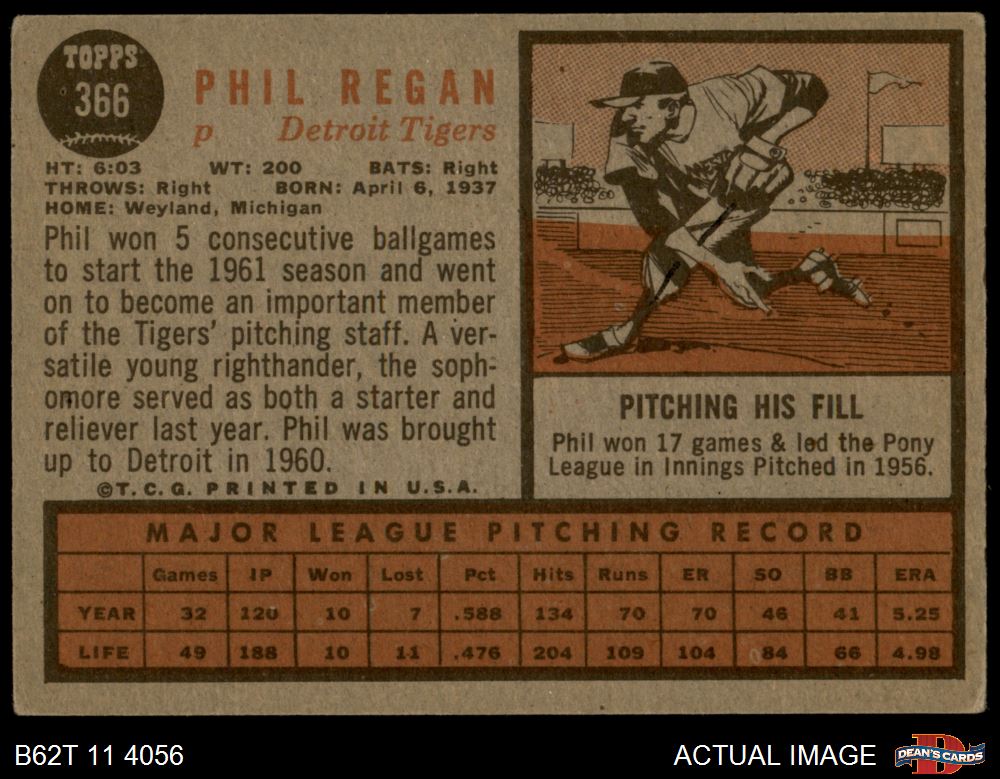 TOPPS
366
PHIL REGAN
p Detroit Tigers
HT: 6:03 WT: 200 BATS: Right
THROWS: Right BORN: April 6, 1937
HOME: Weyland, Michigan
Phil won 5 consecutive ballgames
to start the 1961 season and went
on to become an important member
of the Tigers' pitching staff. A ver-
satile young righthander, the soph-
omore served as both a starter and
reliever last year. Phil was brought
up to Detroit in 1960.
©T.C.G. PRINTED IN U.S.A.
PITCHING HIS FILL
Phil won 17 games & led the Pony
League in Innings Pitched in 1956.
MAJOR LEAGUE PITCHING RECORD
Games IP Won Lost Pct Hits Runs ER SO BB ERA
YEAR 32 120 10 7 .588 134 70 70 46 41 5.25
LIFE 49 188 10 11 .476 204 109 104 84 66 4.98
B62T 11 4056
ACTUAL IMAGE
DEAN'S CARDS